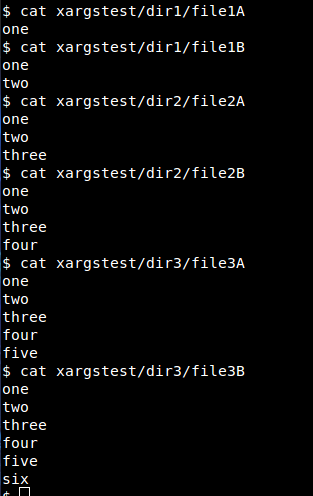 $ cat xargstest/dir1/file1A
one
$ cat xargstest/dir1/file1B
one
two
$ cat xargstest/dir2/file2A
one
two
three
$ cat xargstest/dir2/file2B
one
two
three
four
$ cat xargstest/dir3/file3A
one
two
three
four
five
$ cat xargstest/dir3/file3B
one
two
three
four
five
six
$